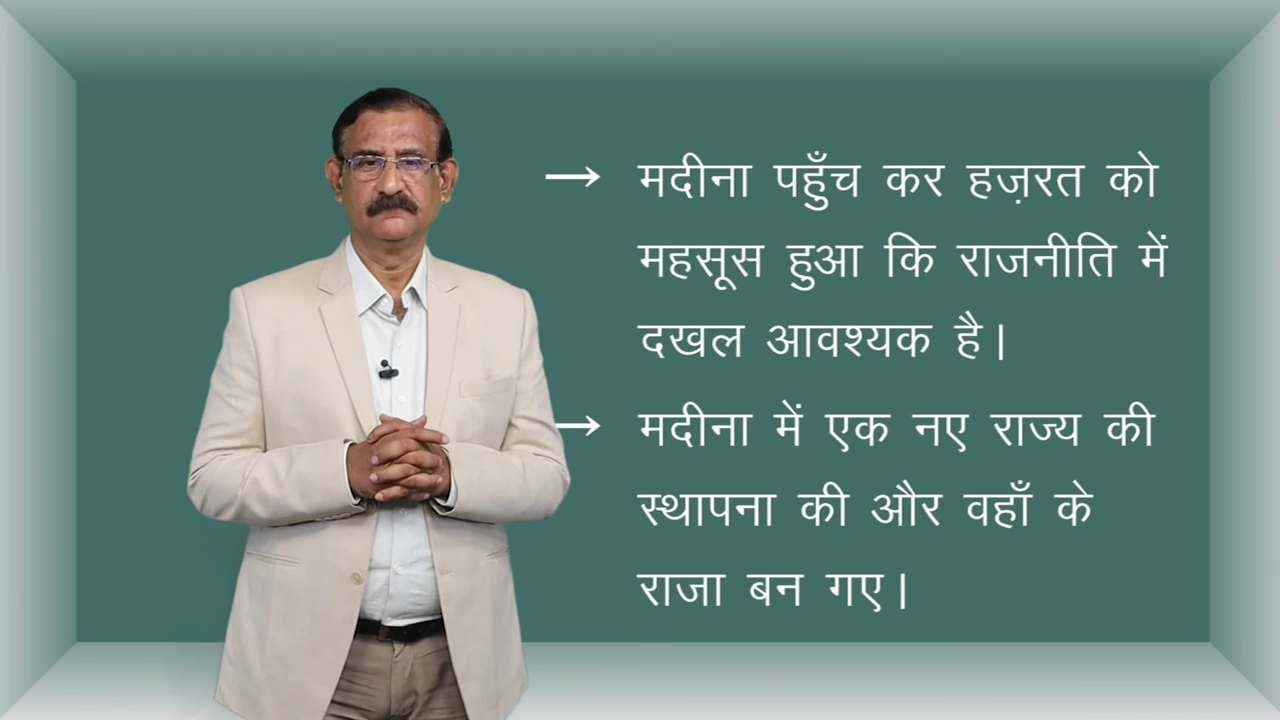 → मदीना पहुँच कर हज़रत को
महसूस हुआ कि राजनीति में
दखल आवश्यक है।
→ मदीना में एक नए राज्य की
स्थापना की और वहाँ के
राजा बन गए।